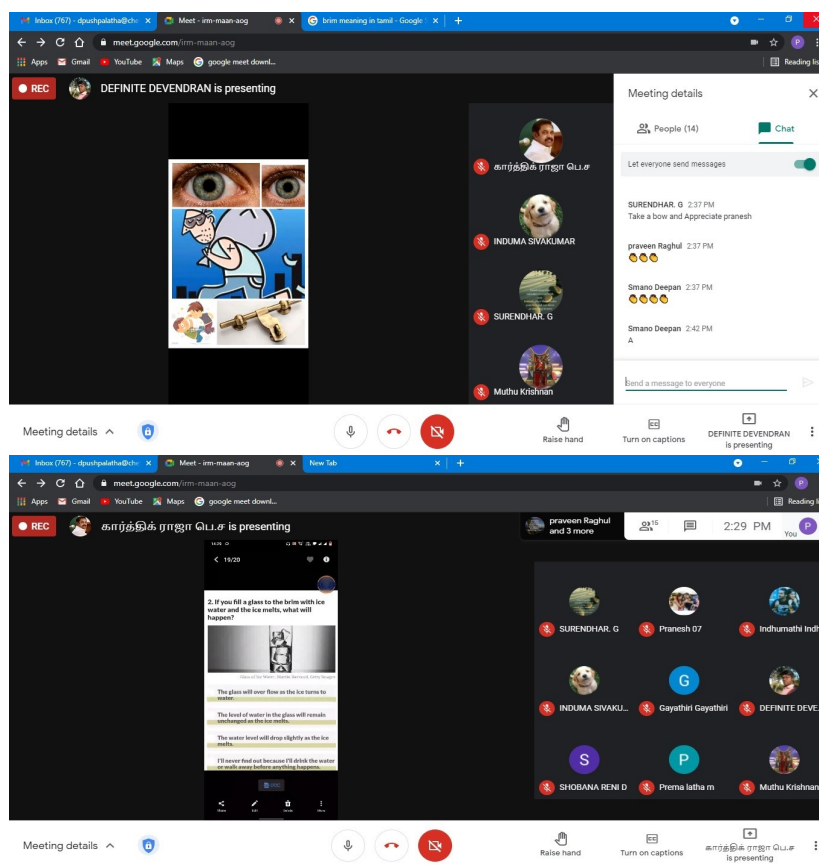 Inbox (767) - dpushpalatha@che
Meet - irm-maan-aog
brim meaning in tamil - Google
meet.google.com/irm-maan-aog
Apps
Gmail
YouTube
Maps
google meet downl...
Reading lis
REC
DEFINITE DEVENDRAN is presenting
கார்த்திக் ராஜா பெ.ச
INDUMA SIVAKUMAR
SURENDHAR. G
Muthu Krishnan
Meeting details
People (14)
Chat
Let everyone send messages
SURENDHAR. G 2:37 PM
Take a bow and Appreciate pranesh
praveen Raghul 2:37 PM
Smano Deepan 2:37 PM
Smano Deepan 2:42 PM
A
Send a message to everyone
Meeting details
Raise hand
Turn on captions
DEFINITE DEVENDRAN
is presenting
Inbox (767) - dpushpalatha@che
Meet - irm-maan-aog
New Tab
meet.google.com/irm-maan-aog
Apps
Gmail
YouTube
Maps
google meet downl...
Reading li
REC
கார்த்திக் ராஜா பெ.ச is presenting
praveen Raghul
and 3 more
15
2:29 PM
You
P
19/20
2. If you fill a glass to the brim with ice
water and the ice melts, what will
happen?
The glass will over flow as the ice turns to
water.
The level of water in the glass will remain
unchanged as the ice melts.
The water level will drop slightly as the ice
melts.
I'll never find out because I'll drink the water
or walk away before anything happens.
SURENDHAR. G
Pranesh 07
Indhumathi Indh
INDUMA SIVAKU...
G
Gayathiri Gayathiri
DEFINITE DEVE...
S
SHOBANA RENI D
P
Prema latha m
Muthu Krishnan
Meeting details
Raise hand
Turn on captions
கார்த்திக் ராஜா பெ.ச
is presenting